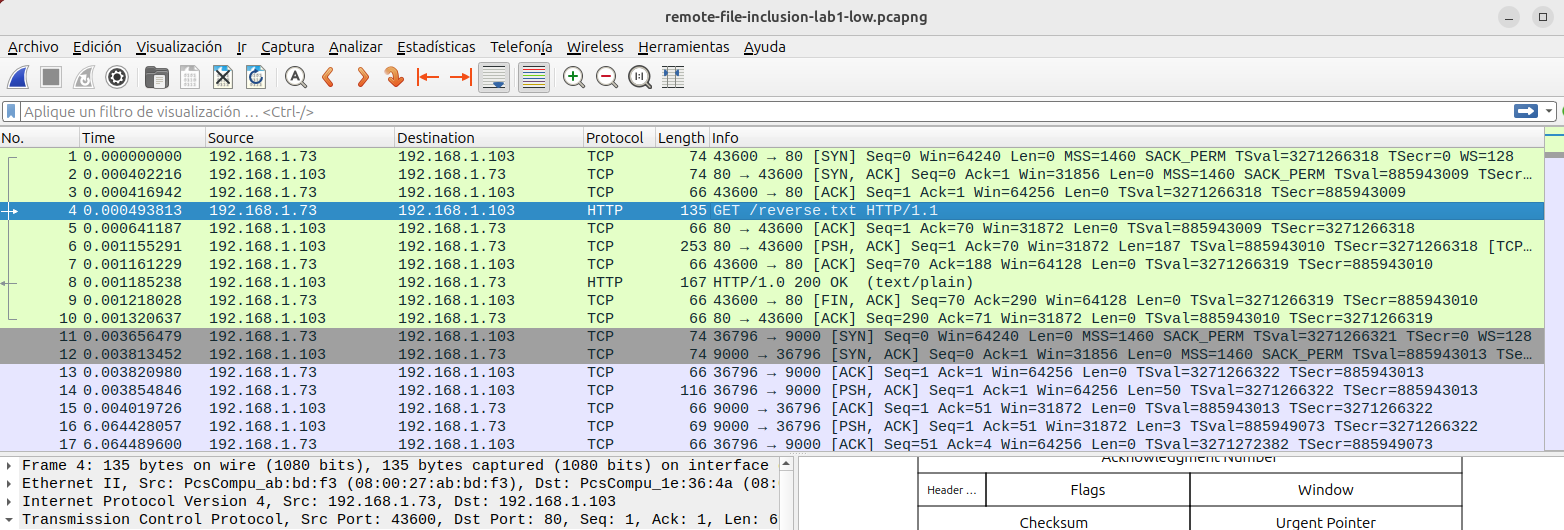 remote-file-inclusion-lab1-low.pcapng
Archivo Edición Visualización Ir Captura Analizar Estadísticas Telefonía Wireless Herramientas Ayuda
Aplique un filtro de visualización … <Ctrl-/>
No. Time Source Destination Protocol Length Info
1 0.000000000 192.168.1.73 192.168.1.103 TCP 74 43600 → 80 [SYN] Seq=0 Win=64240 Len=0 MSS=1460 SACK_PERM TSval=3271266318 TSecr=0 WS=128
2 0.000402216 192.168.1.103 192.168.1.73 TCP 74 80 → 43600 [SYN, ACK] Seq=0 Ack=1 Win=31856 Len=0 MSS=1460 SACK_PERM TSval=885943009 TSecr…
3 0.000416942 192.168.1.73 192.168.1.103 TCP 66 43600 → 80 [ACK] Seq=1 Ack=1 Win=64256 Len=0 TSval=3271266318 TSecr=885943009
4 0.000493813 192.168.1.73 192.168.1.103 HTTP 135 GET /reverse.txt HTTP/1.1
5 0.000641187 192.168.1.103 192.168.1.73 TCP 66 80 → 43600 [ACK] Seq=1 Ack=70 Win=31872 Len=0 TSval=885943009 TSecr=3271266318
6 0.001155291 192.168.1.103 192.168.1.73 TCP 253 80 → 43600 [PSH, ACK] Seq=1 Ack=70 Win=31872 Len=187 TSval=885943010 TSecr=3271266318 [TCP…
7 0.001161229 192.168.1.73 192.168.1.103 TCP 66 43600 → 80 [ACK] Seq=70 Ack=188 Win=64128 Len=0 TSval=3271266319 TSecr=885943010
8 0.001185238 192.168.1.103 192.168.1.73 HTTP 167 HTTP/1.0 200 OK (text/plain)
9 0.001218028 192.168.1.73 192.168.1.103 TCP 66 43600 → 80 [FIN, ACK] Seq=70 Ack=290 Win=64128 Len=0 TSval=3271266319 TSecr=885943010
10 0.001320637 192.168.1.103 192.168.1.73 TCP 66 80 → 43600 [ACK] Seq=290 Ack=71 Win=31872 Len=0 TSval=885943010 TSecr=3271266319
11 0.003656479 192.168.1.73 192.168.1.103 TCP 74 36796 → 9000 [SYN] Seq=0 Win=64240 Len=0 MSS=1460 SACK_PERM TSval=3271266321 TSecr=0 WS=128
12 0.003813452 192.168.1.103 192.168.1.73 TCP 74 9000 → 36796 [SYN, ACK] Seq=0 Ack=1 Win=31856 Len=0 MSS=1460 SACK_PERM TSval=885943013 TSe…
13 0.003820980 192.168.1.73 192.168.1.103 TCP 66 36796 → 9000 [ACK] Seq=1 Ack=1 Win=64256 Len=0 TSval=3271266322 TSecr=885943013
14 0.003854846 192.168.1.73 192.168.1.103 TCP 116 36796 → 9000 [PSH, ACK] Seq=1 Ack=1 Win=64256 Len=50 TSval=3271266322 TSecr=885943013
15 0.004019726 192.168.1.103 192.168.1.73 TCP 66 9000 → 36796 [ACK] Seq=1 Ack=51 Win=31872 Len=0 TSval=885943013 TSecr=3271266322
16 6.064428057 192.168.1.103 192.168.1.73 TCP 69 9000 → 36796 [PSH, ACK] Seq=1 Ack=51 Win=31872 Len=3 TSval=885949073 TSecr=3271266322
17 6.064489600 192.168.1.73 192.168.1.103 TCP 66 36796 → 9000 [ACK] Seq=51 Ack=4 Win=64256 Len=0 TSval=3271272382 TSecr=885949073
Frame 4: 135 bytes on wire (1080 bits), 135 bytes captured (1080 bits) on interface
Ethernet II, Src: PcsCompu_ab:bd:f3 (08:00:27:ab:bd:f3), Dst: PcsCompu_1e:36:4a (08:
Internet Protocol Version 4, Src: 192.168.1.73, Dst: 192.168.1.103
Transmission Control Protocol, Src Port: 43600, Dst Port: 80, Seq: 1, Ack: 1, Len: 6
Acknowledgment Number
Header … Flags Window
Checksum Urgent Pointer